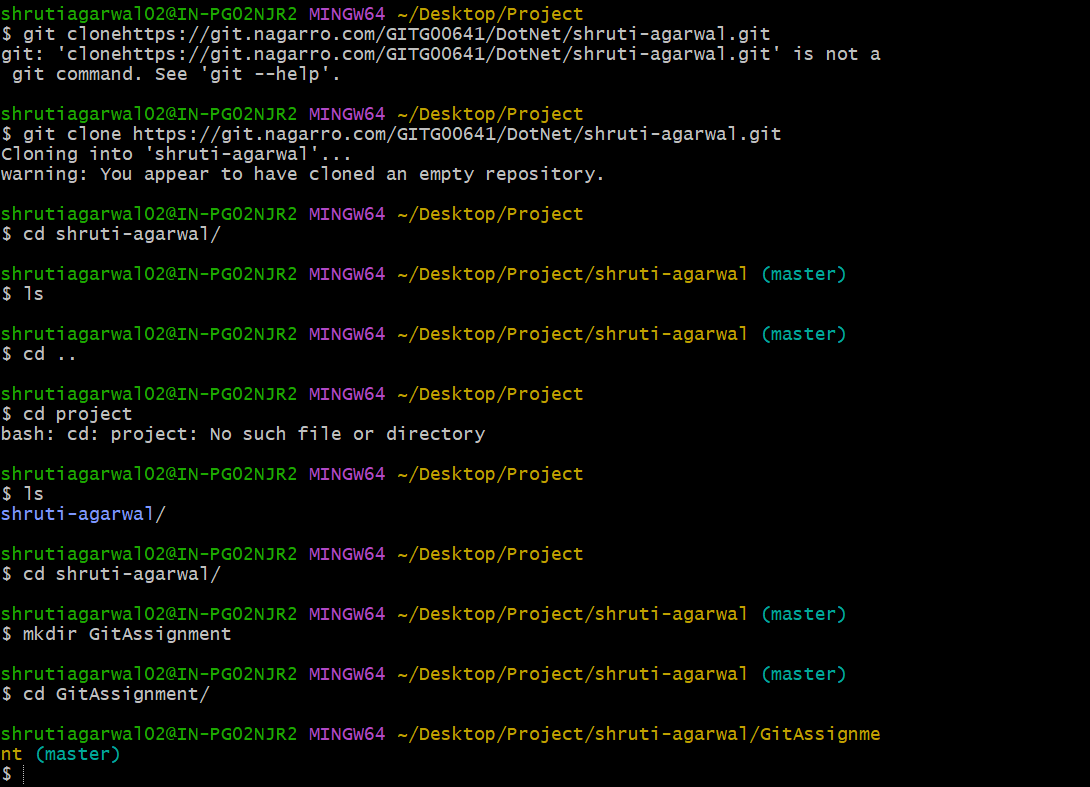 shrutiagarwal02@IN-PG02NJR2 MINGW64 ~/Desktop/Project
$ git clonehttps://git.nagarro.com/GITG00641/DotNet/shruti-agarwal.git
git: 'clonehttps://git.nagarro.com/GITG00641/DotNet/shruti-agarwal.git' is not a
 git command. See 'git --help'.

shrutiagarwal02@IN-PG02NJR2 MINGW64 ~/Desktop/Project
$ git clone https://git.nagarro.com/GITG00641/DotNet/shruti-agarwal.git
Cloning into 'shruti-agarwal'...
warning: You appear to have cloned an empty repository.

shrutiagarwal02@IN-PG02NJR2 MINGW64 ~/Desktop/Project
$ cd shruti-agarwal/

shrutiagarwal02@IN-PG02NJR2 MINGW64 ~/Desktop/Project/shruti-agarwal (master)
$ ls

shrutiagarwal02@IN-PG02NJR2 MINGW64 ~/Desktop/Project/shruti-agarwal (master)
$ cd ..

shrutiagarwal02@IN-PG02NJR2 MINGW64 ~/Desktop/Project
$ cd project
bash: cd: project: No such file or directory

shrutiagarwal02@IN-PG02NJR2 MINGW64 ~/Desktop/Project
$ ls
shruti-agarwal/

shrutiagarwal02@IN-PG02NJR2 MINGW64 ~/Desktop/Project
$ cd shruti-agarwal/

shrutiagarwal02@IN-PG02NJR2 MINGW64 ~/Desktop/Project/shruti-agarwal (master)
$ mkdir GitAssignment

shrutiagarwal02@IN-PG02NJR2 MINGW64 ~/Desktop/Project/shruti-agarwal (master)
$ cd GitAssignment/

shrutiagarwal02@IN-PG02NJR2 MINGW64 ~/Desktop/Project/shruti-agarwal/GitAssignme
nt (master)
$